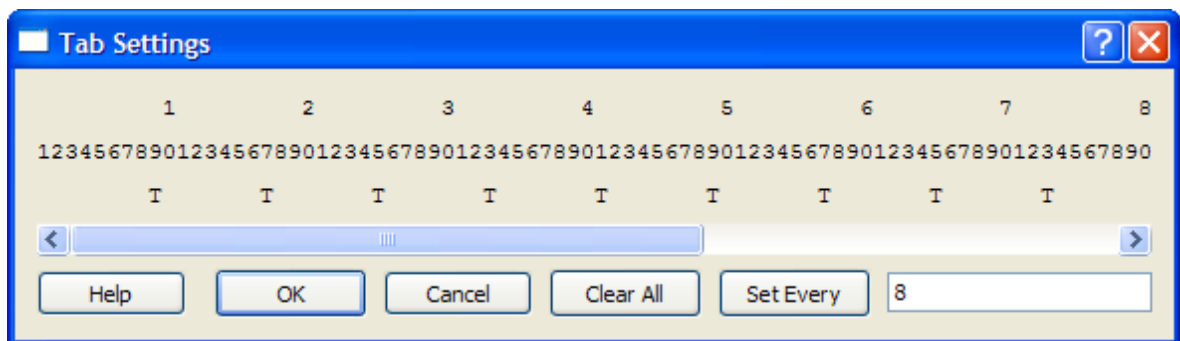 Tab Settings
1 2 3 4 5 6 7 8
12345678901234567890123456789012345678901234567890123456789012345678901234567890
T T T T T T T T T
Help OK Cancel Clear All Set Every 8